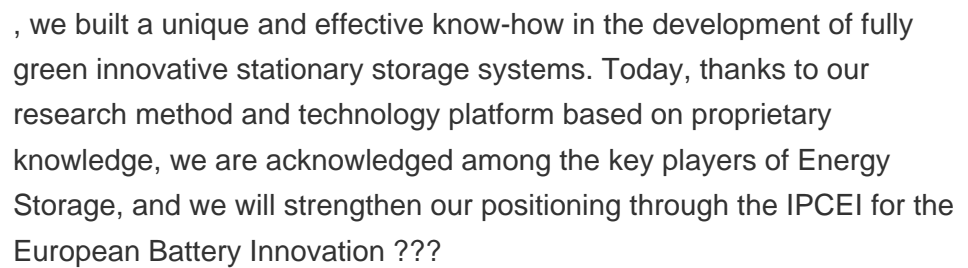 , we built a unique and effective know-how in the development of fully
green innovative stationary storage systems. Today, thanks to our
research method and technology platform based on proprietary
knowledge, we are acknowledged among the key players of Energy
Storage, and we will strengthen our positioning through the IPCEI for the
European Battery Innovation ???